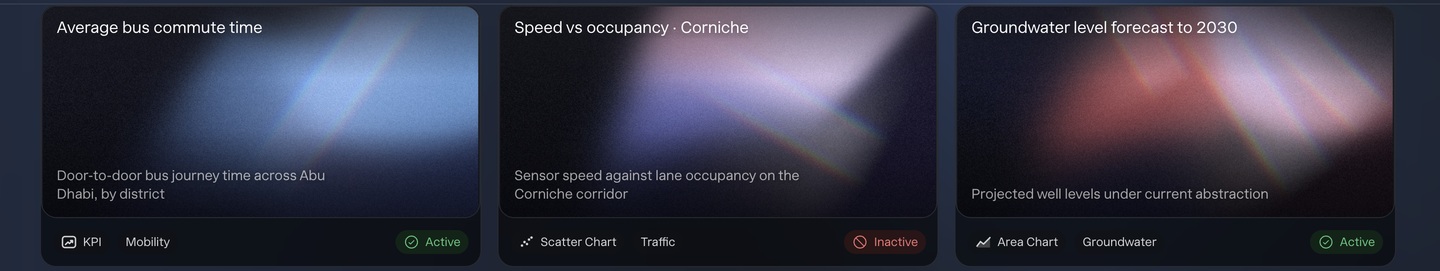 Average bus commute time
Door-to-door bus journey time across Abu
Dhabi, by district
KPI
Mobility
Active
Speed vs occupancy · Corniche
Sensor speed against lane occupancy on the
Corniche corridor
Scatter Chart
Traffic
Inactive
Groundwater level forecast to 2030
Projected well levels under current abstraction
Area Chart
Groundwater
Active